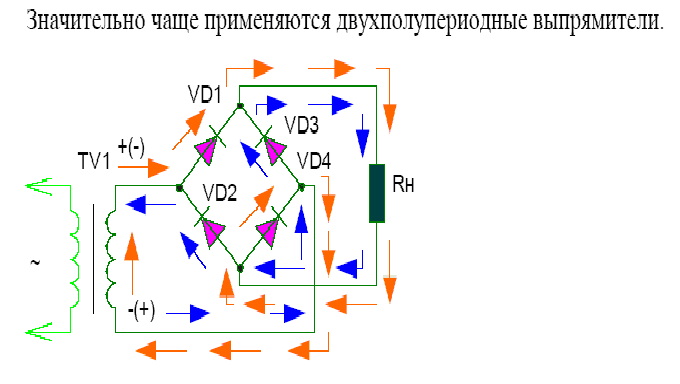 Значительно чаще применяются двухполупериодные выпрямители.
VD1
VD3
TV1
+(-)
VD4
VD2
Rн
~
-(+)